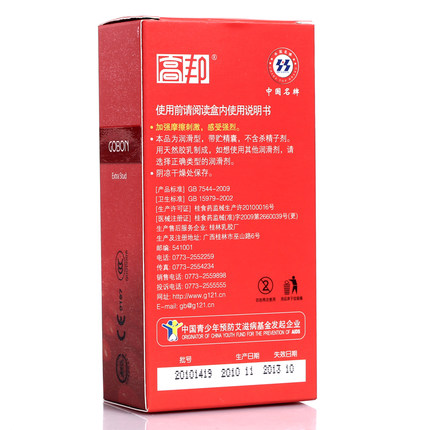 高邦®
中国名牌
使用前请阅读盒内使用说明书
• 加强摩擦刺激，感受强烈。
• 本品为润滑型，带贮精囊，不含杀精子剂。
用天然胶乳制成，如想使用其他润滑剂，请
选择正确类型的润滑剂。
• 阴凉干燥处保存。
[产品标准] GB 7544-2009
[卫生标准] GB 15979-2002
[生产许可证] 桂食药监械生产许20100016号
[医械注册证] 桂食药监械(准)字2009第2660039号(更)
生产售后服务企业名称：桂林乳胶厂
生产及注册地址：广西桂林市巫山路6号
邮编：541001
电话：0773-2552259
传真：0773-2554234
销售电话：0773-2559898
投诉电话：0773-2555555
网址：http://www.g121.cn
电邮：gb@g121.cn
中国青少年预防艾滋病基金发起企业
ORIGINATOR OF CHINA YOUTH FUND FOR THE PREVENTION OF AIDS
批号 生产日期 失效日期
20101419 2010 11 2013 10
GOBON
Extra Stud
CE 0197